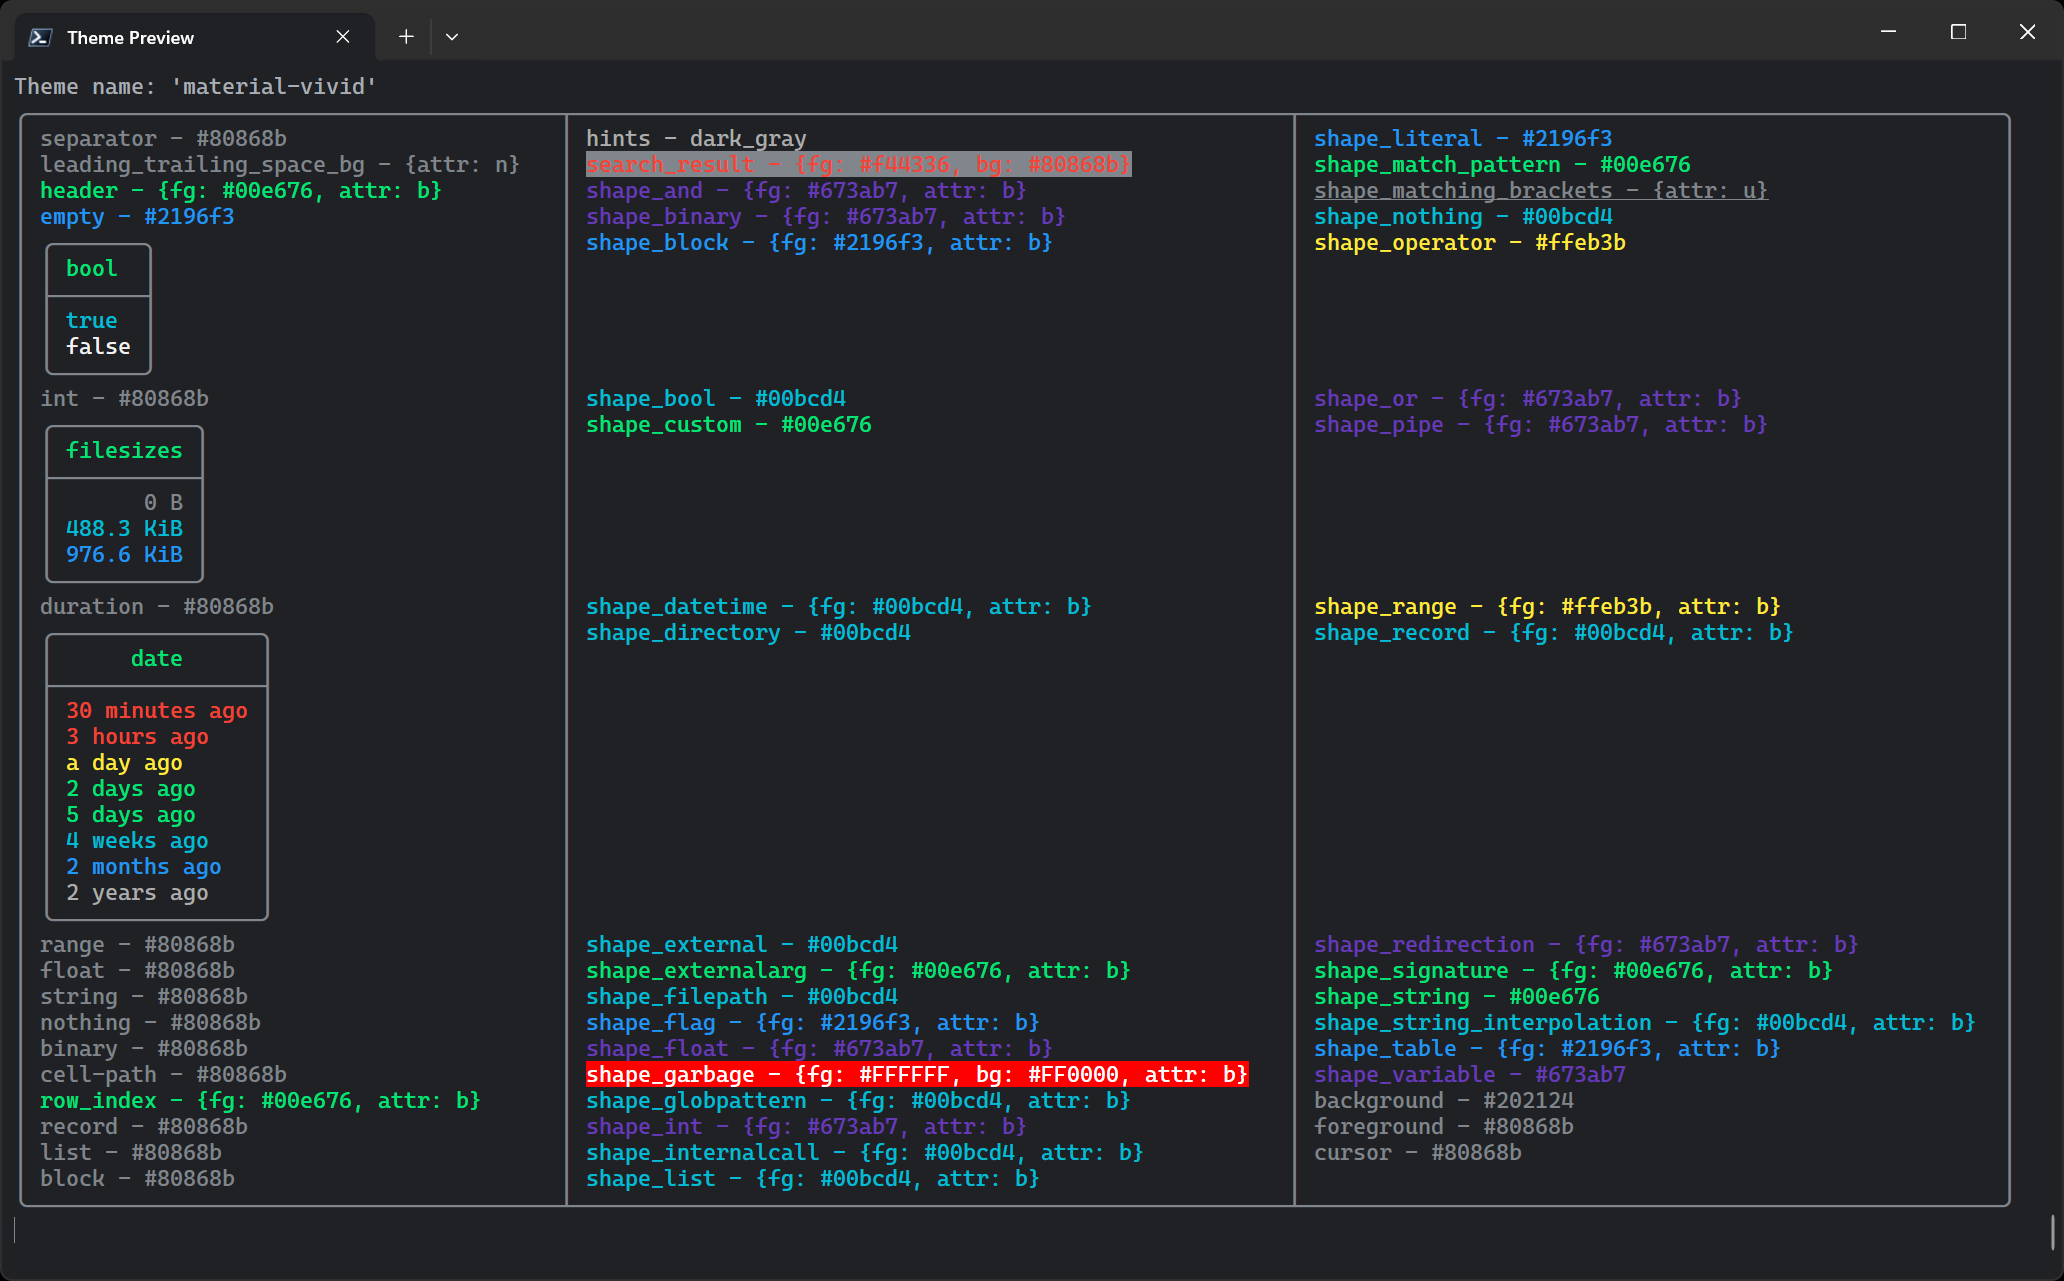 Theme Preview
Theme name: 'material-vivid'
separator - #80868b
leading_trailing_space_bg - {attr: n}
header - {fg: #00e676, attr: b}
empty - #2196f3
bool
true
false
int - #80868b
filesizes
0 B
488.3 KiB
976.6 KiB
duration - #80868b
date
30 minutes ago
3 hours ago
a day ago
2 days ago
5 days ago
4 weeks ago
2 months ago
2 years ago
range - #80868b
float - #80868b
string - #80868b
nothing - #80868b
binary - #80868b
cell-path - #80868b
row_index - {fg: #00e676, attr: b}
record - #80868b
list - #80868b
block - #80868b
hints - dark_gray
search_result - {fg: #f44336, bg: #80868b}
shape_and - {fg: #673ab7, attr: b}
shape_binary - {fg: #673ab7, attr: b}
shape_block - {fg: #2196f3, attr: b}
shape_bool - #00bcd4
shape_custom - #00e676
shape_datetime - {fg: #00bcd4, attr: b}
shape_directory - #00bcd4
shape_external - #00bcd4
shape_externalarg - {fg: #00e676, attr: b}
shape_filepath - #00bcd4
shape_flag - {fg: #2196f3, attr: b}
shape_float - {fg: #673ab7, attr: b}
shape_garbage - {fg: #FFFFFF, bg: #FF0000, attr: b}
shape_globpattern - {fg: #00bcd4, attr: b}
shape_int - {fg: #673ab7, attr: b}
shape_internalcall - {fg: #00bcd4, attr: b}
shape_list - {fg: #00bcd4, attr: b}
shape_literal - #2196f3
shape_match_pattern - #00e676
shape_matching_brackets - {attr: u}
shape_nothing - #00bcd4
shape_operator - #ffeb3b
shape_or - {fg: #673ab7, attr: b}
shape_pipe - {fg: #673ab7, attr: b}
shape_range - {fg: #ffeb3b, attr: b}
shape_record - {fg: #00bcd4, attr: b}
shape_redirection - {fg: #673ab7, attr: b}
shape_signature - {fg: #00e676, attr: b}
shape_string - #00e676
shape_string_interpolation - {fg: #00bcd4, attr: b}
shape_table - {fg: #2196f3, attr: b}
shape_variable - #673ab7
background - #202124
foreground - #80868b
cursor - #80868b